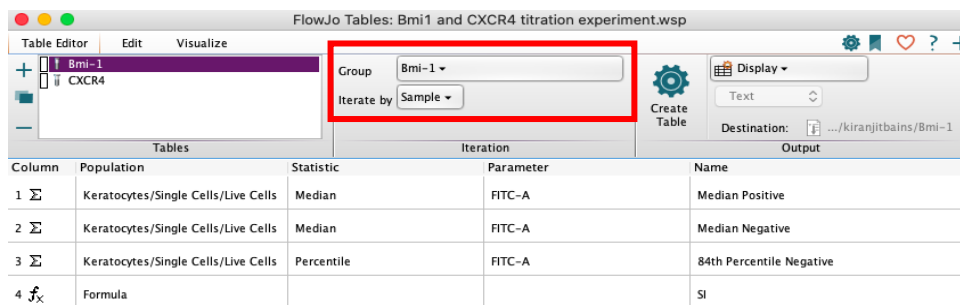 FlowJo Tables: Bmi1 and CXCR4 titration experiment.wsp
Table Editor Edit Visualize
Bmi-1
CXCR4
Tables
Group Bmi-1
Iterate by Sample
Iteration
Create
Table
Display
Text
Destination: .../kiranjitbains/Bmi-1
Output
Column Population Statistic Parameter Name
1 Σ Keratocytes/Single Cells/Live Cells Median FITC-A Median Positive
2 Σ Keratocytes/Single Cells/Live Cells Median FITC-A Median Negative
3 Σ Keratocytes/Single Cells/Live Cells Percentile FITC-A 84th Percentile Negative
4 fx Formula SI